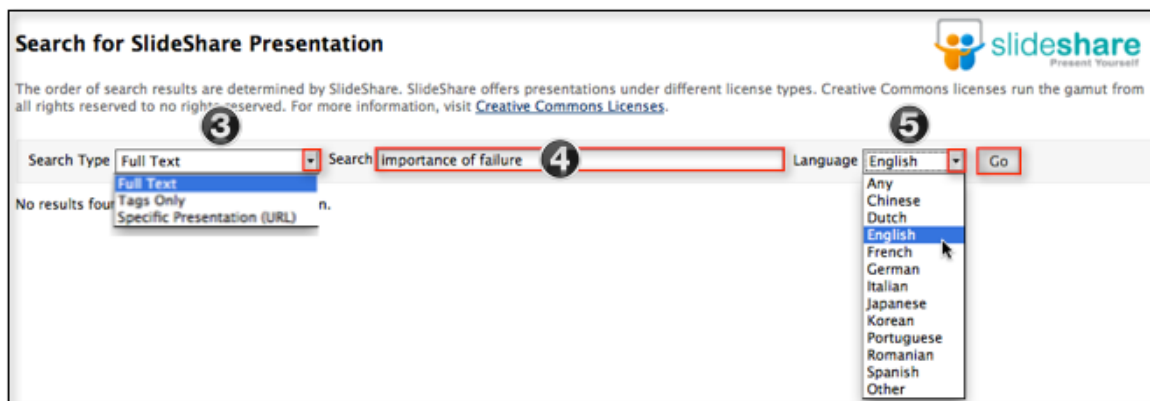 Search for SlideShare Presentation
slideshare
Present Yourself
The order of search results are determined by SlideShare. SlideShare offers presentations under different license types. Creative Commons licenses run the gamut from
all rights reserved to no rights reserved. For more information, visit Creative Commons Licenses.
3
5
Search Type Full Text Search importance of failure 4 Language English Go
Full Text
Tags Only
Specific Presentation (URL)
No results fou n.
Any
Chinese
Dutch
English
French
German
Italian
Japanese
Korean
Portuguese
Romanian
Spanish
Other